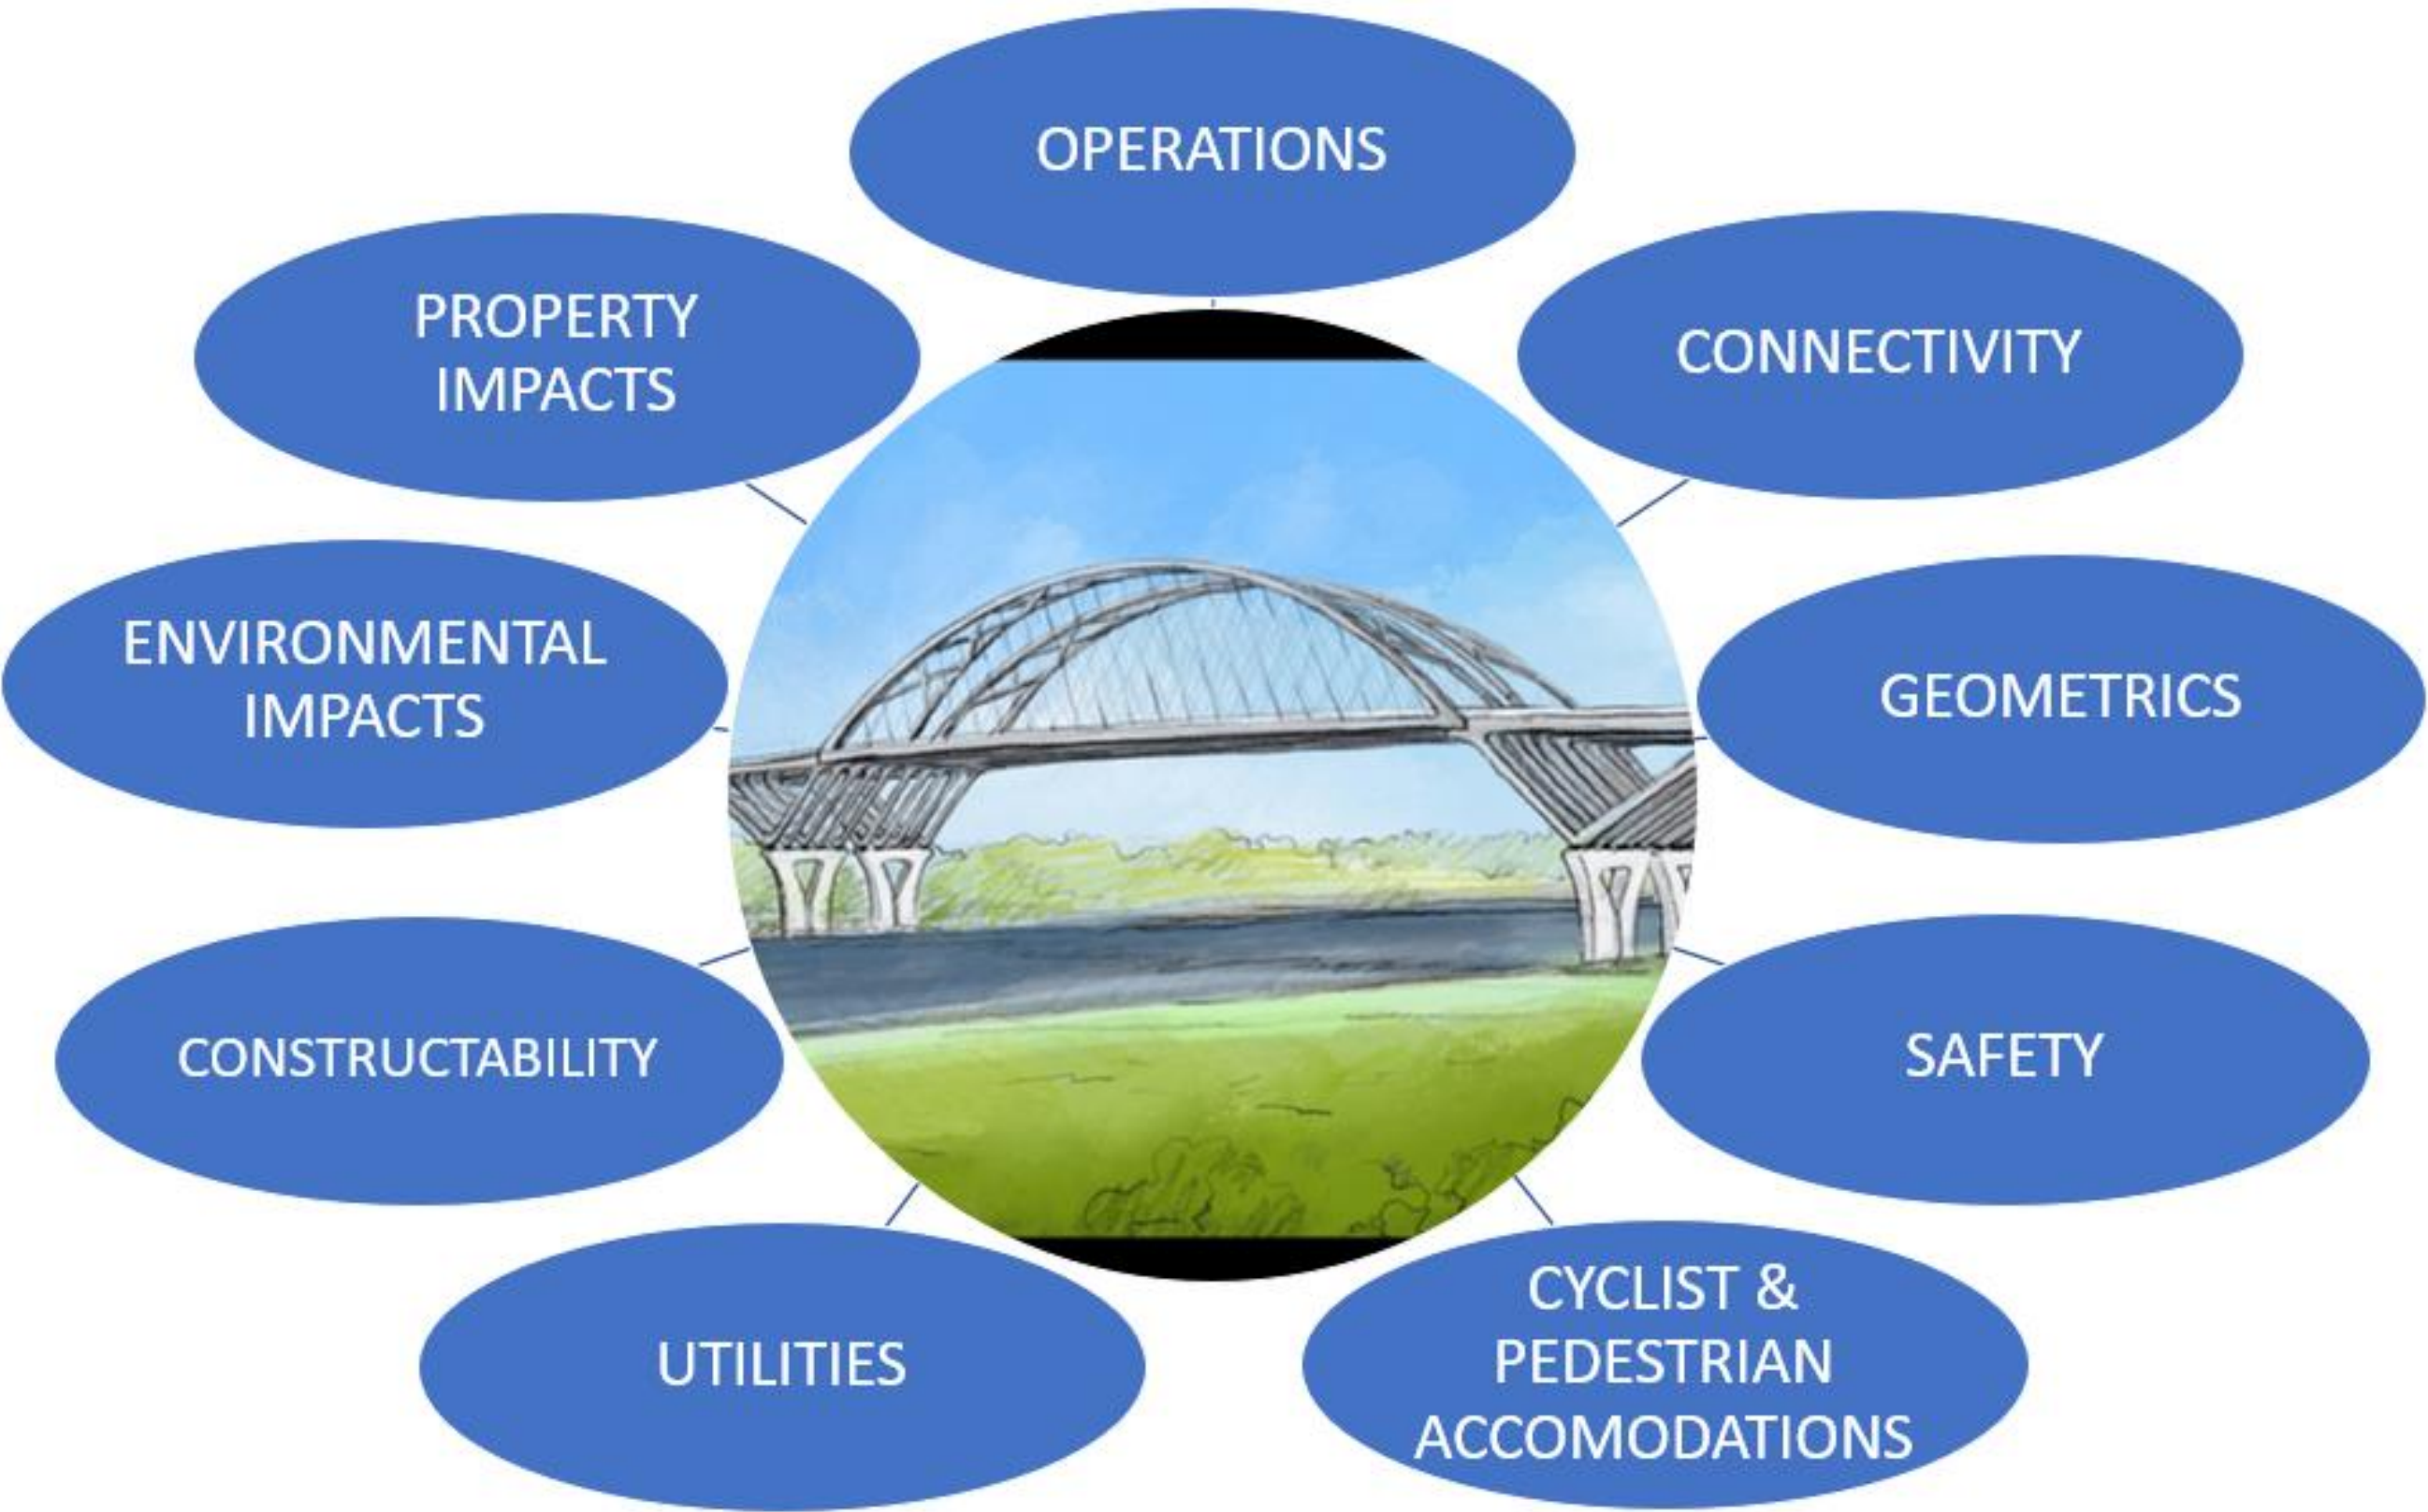 OPERATIONS
PROPERTY
IMPACTS
CONNECTIVITY
ENVIRONMENTAL
IMPACTS
GEOMETRICS
CONSTRUCTABILITY
SAFETY
UTILITIES
CYCLIST &
PEDESTRIAN
ACCOMODATIONS